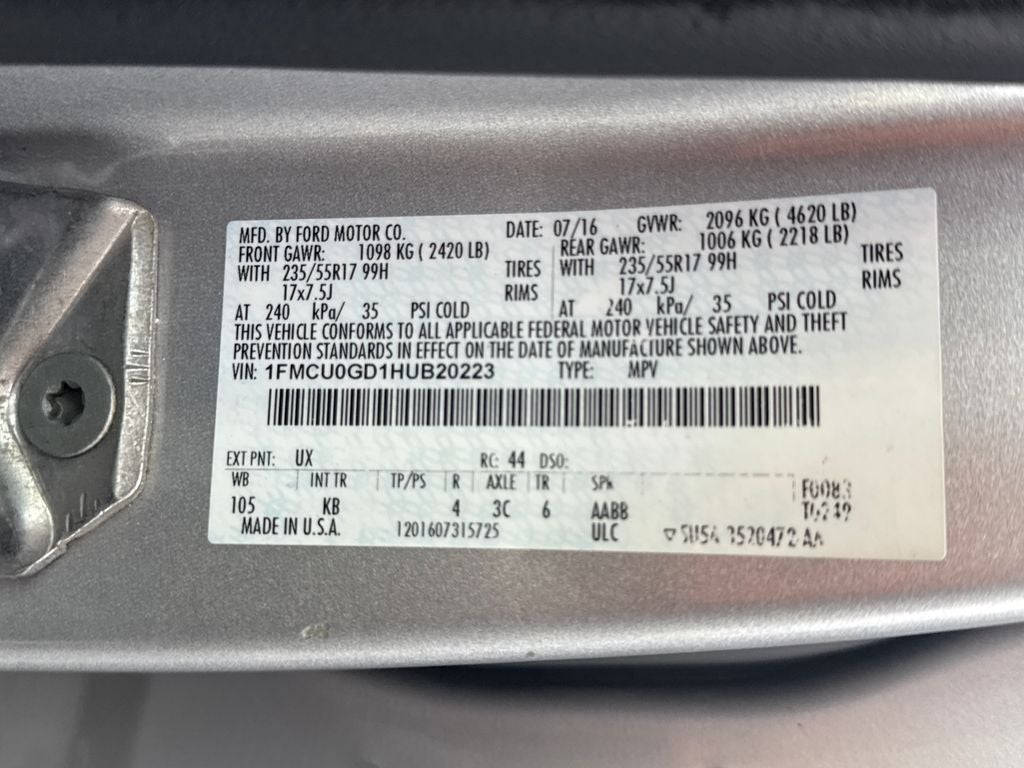 MFD. BY FORD MOTOR CO. DATE: 07/16 GVWR: 2096 KG ( 4620 LB)
FRONT GAWR: 1098 KG ( 2420 LB) REAR GAWR: 1006 KG ( 2218 LB)
WITH 235/55R17 99H TIRES WITH 235/55R17 99H TIRES
17x7.5J RIMS 17x7.5J RIMS
AT 240 kPa/ 35 PSI COLD AT 240 kPa/ 35 PSI COLD
THIS VEHICLE CONFORMS TO ALL APPLICABLE FEDERAL MOTOR VEHICLE SAFETY AND THEFT
PREVENTION STANDARDS IN EFFECT ON THE DATE OF MANUFACTURE SHOWN ABOVE.
VIN: 1FMCU0GD1HUB20223 TYPE: MPV
EXT PNT: UX RC: 44 DSO:
WB INT TR TP/PS R AXLE TR SPR F0083
105 KB 4 3C 6 AABB
MADE IN U.S.A. 1201607315725 ULC